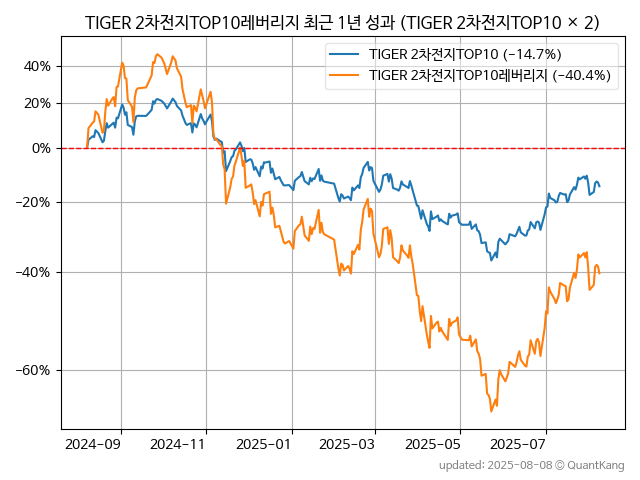 TIGER 2차전지TOP10레버리지 최근 1년 성과 (TIGER 2차전지TOP10 × 2)
TIGER 2차전지TOP10 (−14.7%)
TIGER 2차전지TOP10레버리지 (−40.4%)
40%
20%
0%
−20%
−40%
−60%
2024-09 2024-11 2025-01 2025-03 2025-05 2025-07
updated: 2025-08-08 © QuantKang